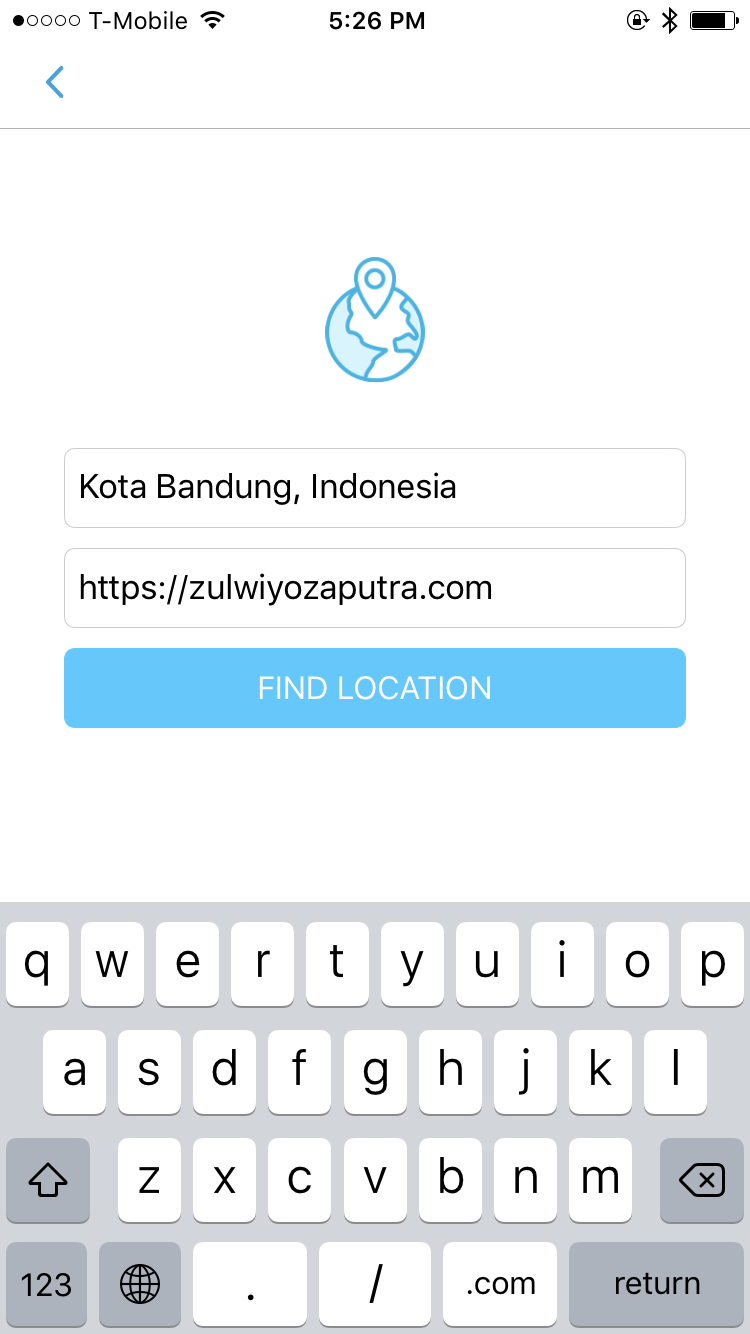 T-Mobile 5:26 PM
Kota Bandung, Indonesia
https://zulwiyozaputra.com
FIND LOCATION
q w e r t y u i o p
a s d f g h j k l
z x c v b n m
123 . / .com return